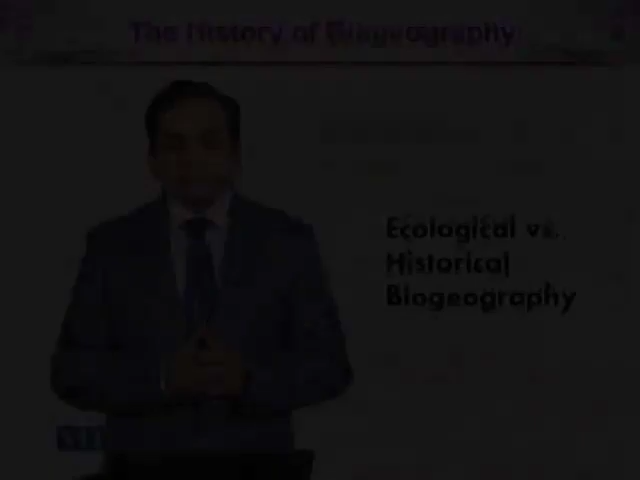 The History of Biogeography
Ecological vs.
Historical
Biogeography